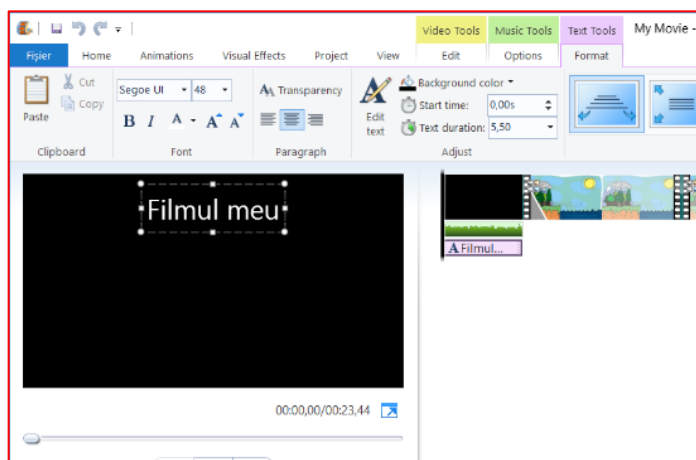 Video Tools Music Tools Text Tools My Movie -
Fișier Home Animations Visual Effects Project View Edit Options Format
Cut
Copy
Paste
Clipboard
Segoe UI 48
B I A A A
Font
A Transparency
Paragraph
Edit text
Background color
Start time: 0,00s
Text duration: 5,50
Adjust
Filmul meu
A Filmul...
00:00,00/00:23,44